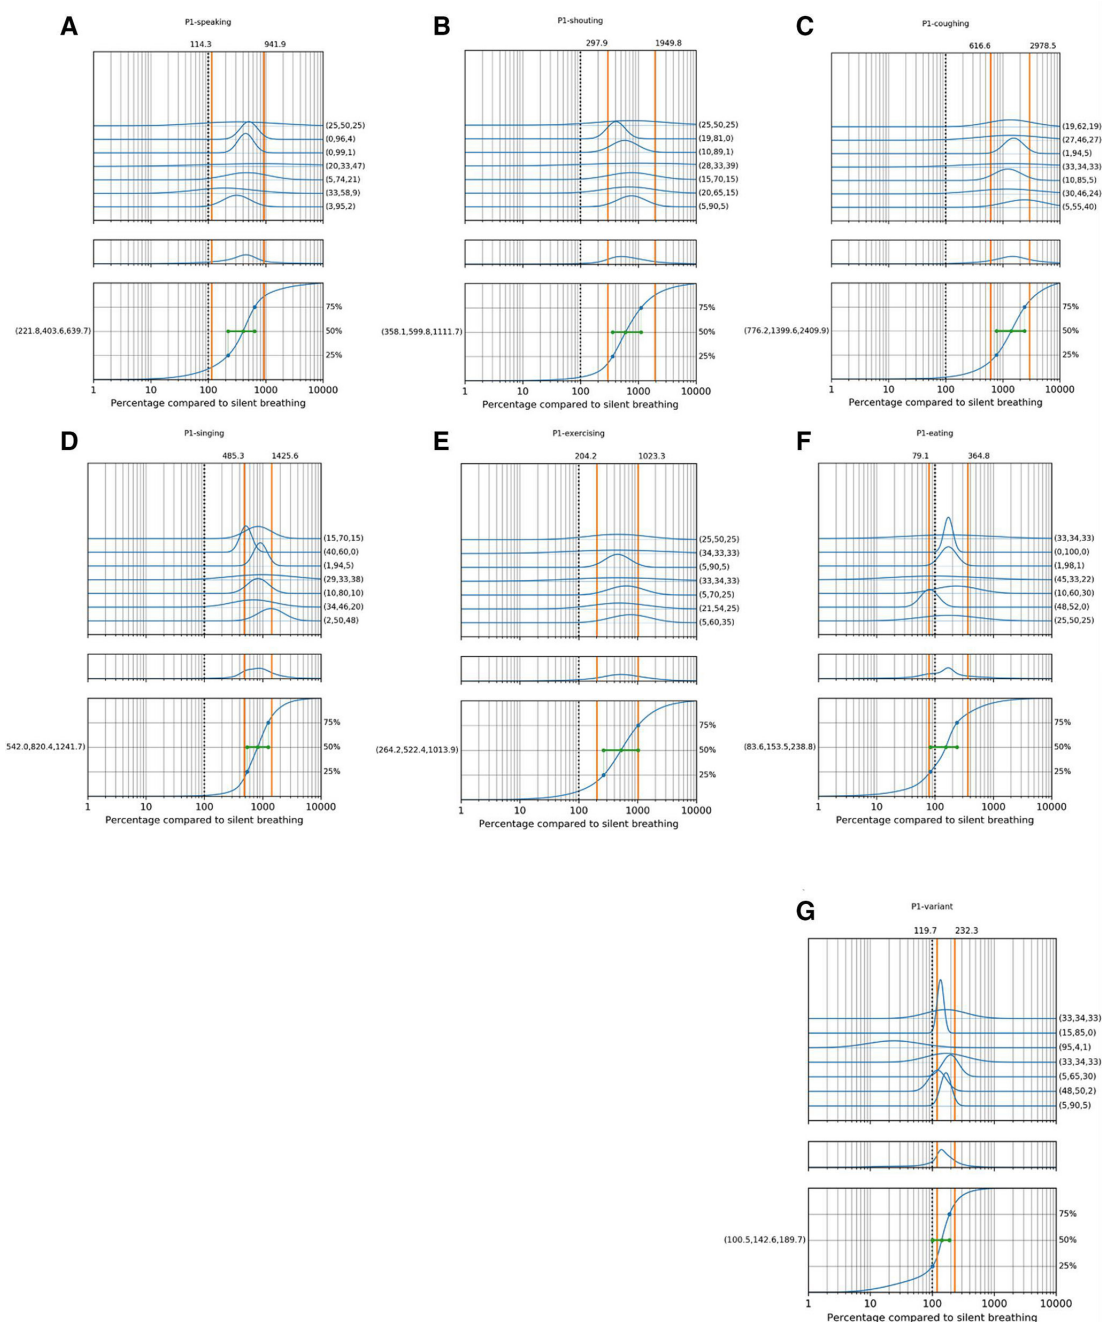 A
P1-speaking
114.3 941.9
(25,50,25)
(0,96,4)
(0,99,1)
(20,33,47)
(5,74,21)
(33,58,9)
(3,95,2)
75%
(221.8,403.6,639.7) 50%
25%
1 10 100 1000 10000
Percentage compared to silent breathing
B
P1-shouting
297.9 1949.8
(25,50,25)
(19,81,0)
(10,89,1)
(28,33,39)
(15,70,15)
(20,65,15)
(5,90,5)
75%
(358.1,599.8,1111.7) 50%
25%
1 10 100 1000 10000
Percentage compared to silent breathing
C
P1-coughing
616.6 2978.5
(19,62,19)
(27,46,27)
(1,94,5)
(33,34,33)
(10,85,5)
(30,46,24)
(5,55,40)
75%
(776.2,1399.6,2409.9) 50%
25%
1 10 100 1000 10000
Percentage compared to silent breathing
D
P1-singing
485.3 1425.6
(15,70,15)
(40,60,0)
(1,94,5)
(29,33,38)
(10,80,10)
(34,46,20)
(2,50,48)
75%
542.0,820.4,1241.7) 50%
25%
1 10 100 1000 10000
Percentage compared to silent breathing
E
P1-exercising
204.2 1023.3
(25,50,25)
(34,33,33)
(5,90,5)
(33,34,33)
(5,70,25)
(21,54,25)
(5,60,35)
75%
(264.2,522.4,1013.9) 50%
25%
1 10 100 1000 10000
Percentage compared to silent breathing
F
P1-eating
79.1 364.8
(33,34,33)
(0,100,0)
(1,98,1)
(45,33,22)
(10,60,30)
(48,52,0)
(25,50,25)
75%
(83.6,153.5,238.8) 50%
25%
1 10 100 1000 10000
Percentage compared to silent breathing
G
P1-variant
119.7 232.3
(33,34,33)
(15,85,0)
(95,4,1)
(33,34,33)
(5,65,30)
(48,50,2)
(5,90,5)
75%
(100.5,142.6,189.7) 50%
25%
1 10 100 1000 10000
Percentage compared to silent breathing